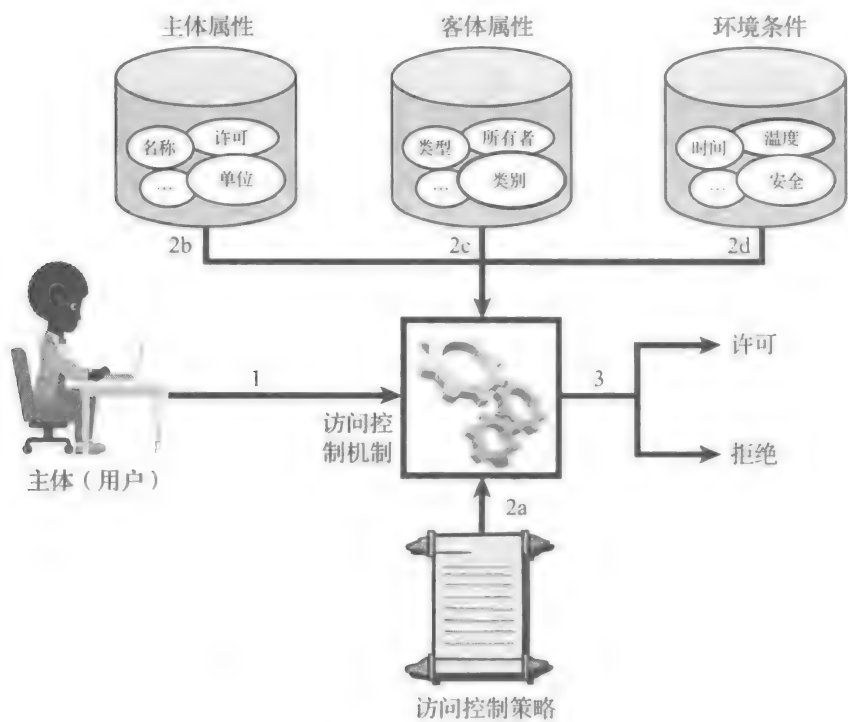 主体属性
客体属性
环境条件
名称
许可
…
单位
类型
所有者
…
类别
时间
温度
…
安全
2b
2c
2d
1
访问控
制机制
3
许可
拒绝
主体（用户）
2a
访问控制策略